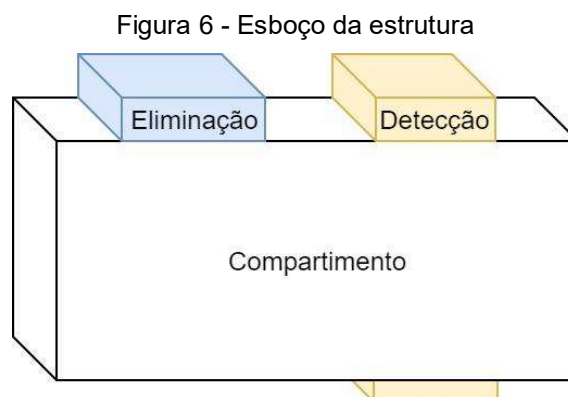 Figura 6 - Esboço da estrutura
Eliminação
Detecção
Compartimento